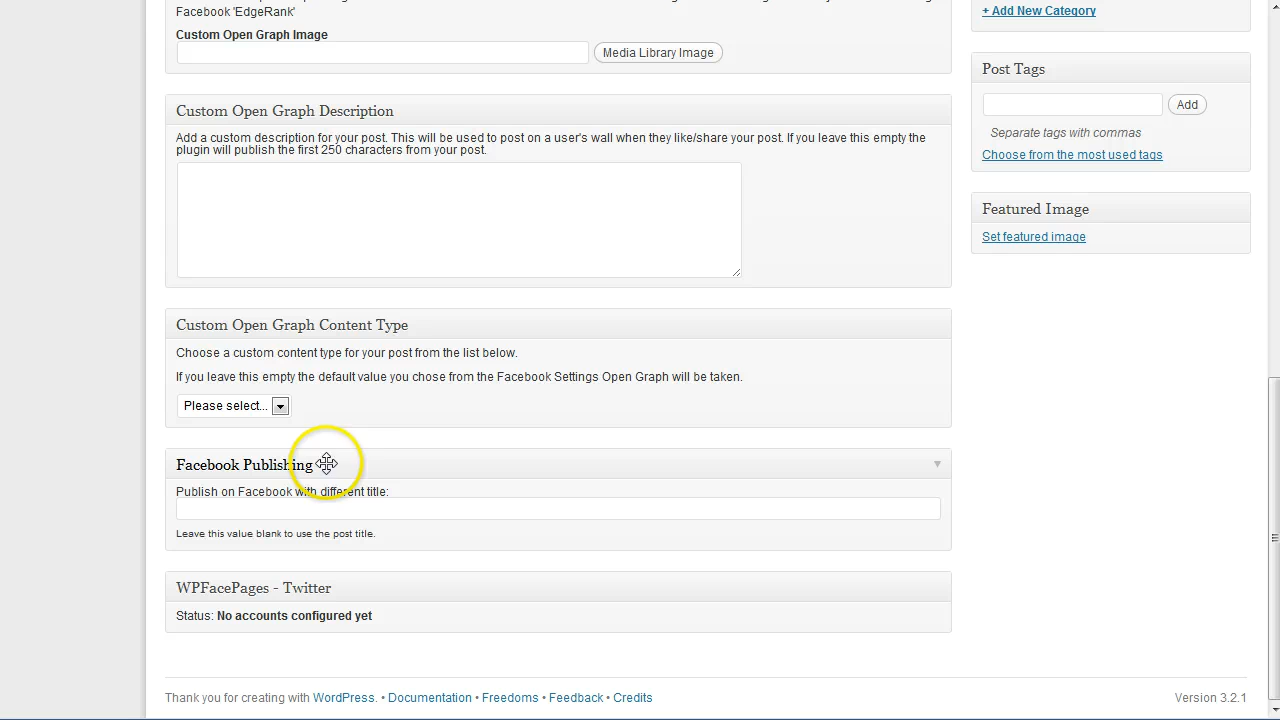 Facebook 'EdgeRank'
Custom Open Graph Image
Media Library Image
Custom Open Graph Description
Add a custom description for your post. This will be used to post on a user's wall when they like/share your post. If you leave this empty the
plugin will publish the first 250 characters from your post.
Custom Open Graph Content Type
Choose a custom content type for your post from the list below.
If you leave this empty the default value you chose from the Facebook Settings Open Graph will be taken.
Please select...
Facebook Publishing
Publish on Facebook with different title:
Leave this value blank to use the post title.
WPFacePages - Twitter
Status: No accounts configured yet
+ Add New Category
Post Tags
Add
Separate tags with commas
Choose from the most used tags
Featured Image
Set featured image
Thank you for creating with WordPress. • Documentation • Freedoms • Feedback • Credits
Version 3.2.1